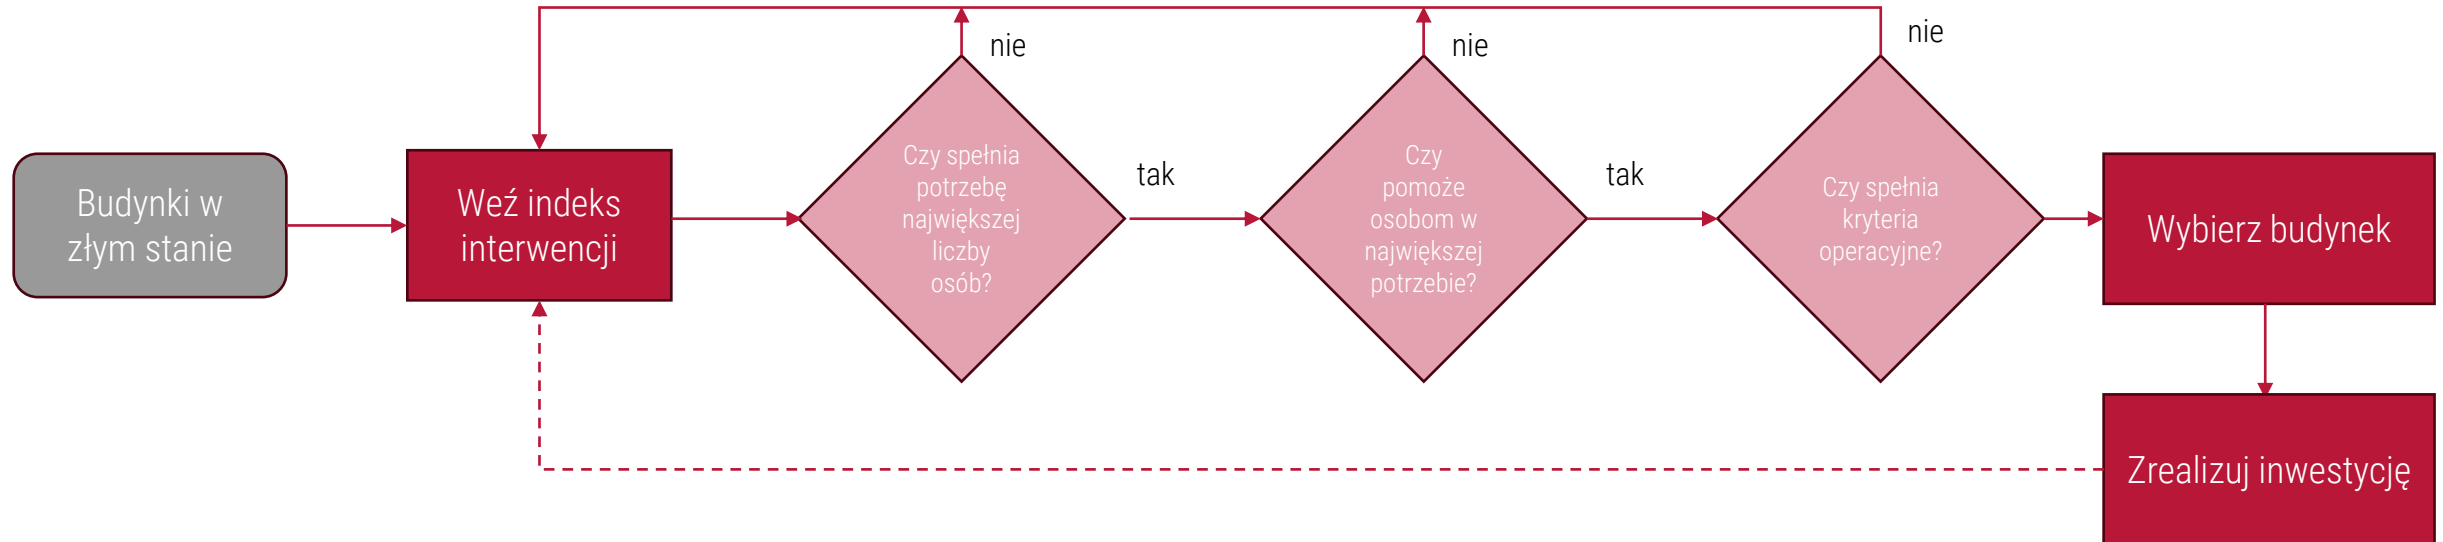 Budynki w
złym stanie
Weź indeks
interwencji
nie
Czy spełnia
potrzebę
największej
liczby
osób?
tak
nie
Czy
pomoże
osobom w
największej
potrzebie?
tak
nie
Czy spełnia
kryteria
operacyjne?
Wybierz budynek
Zrealizuj inwestycję